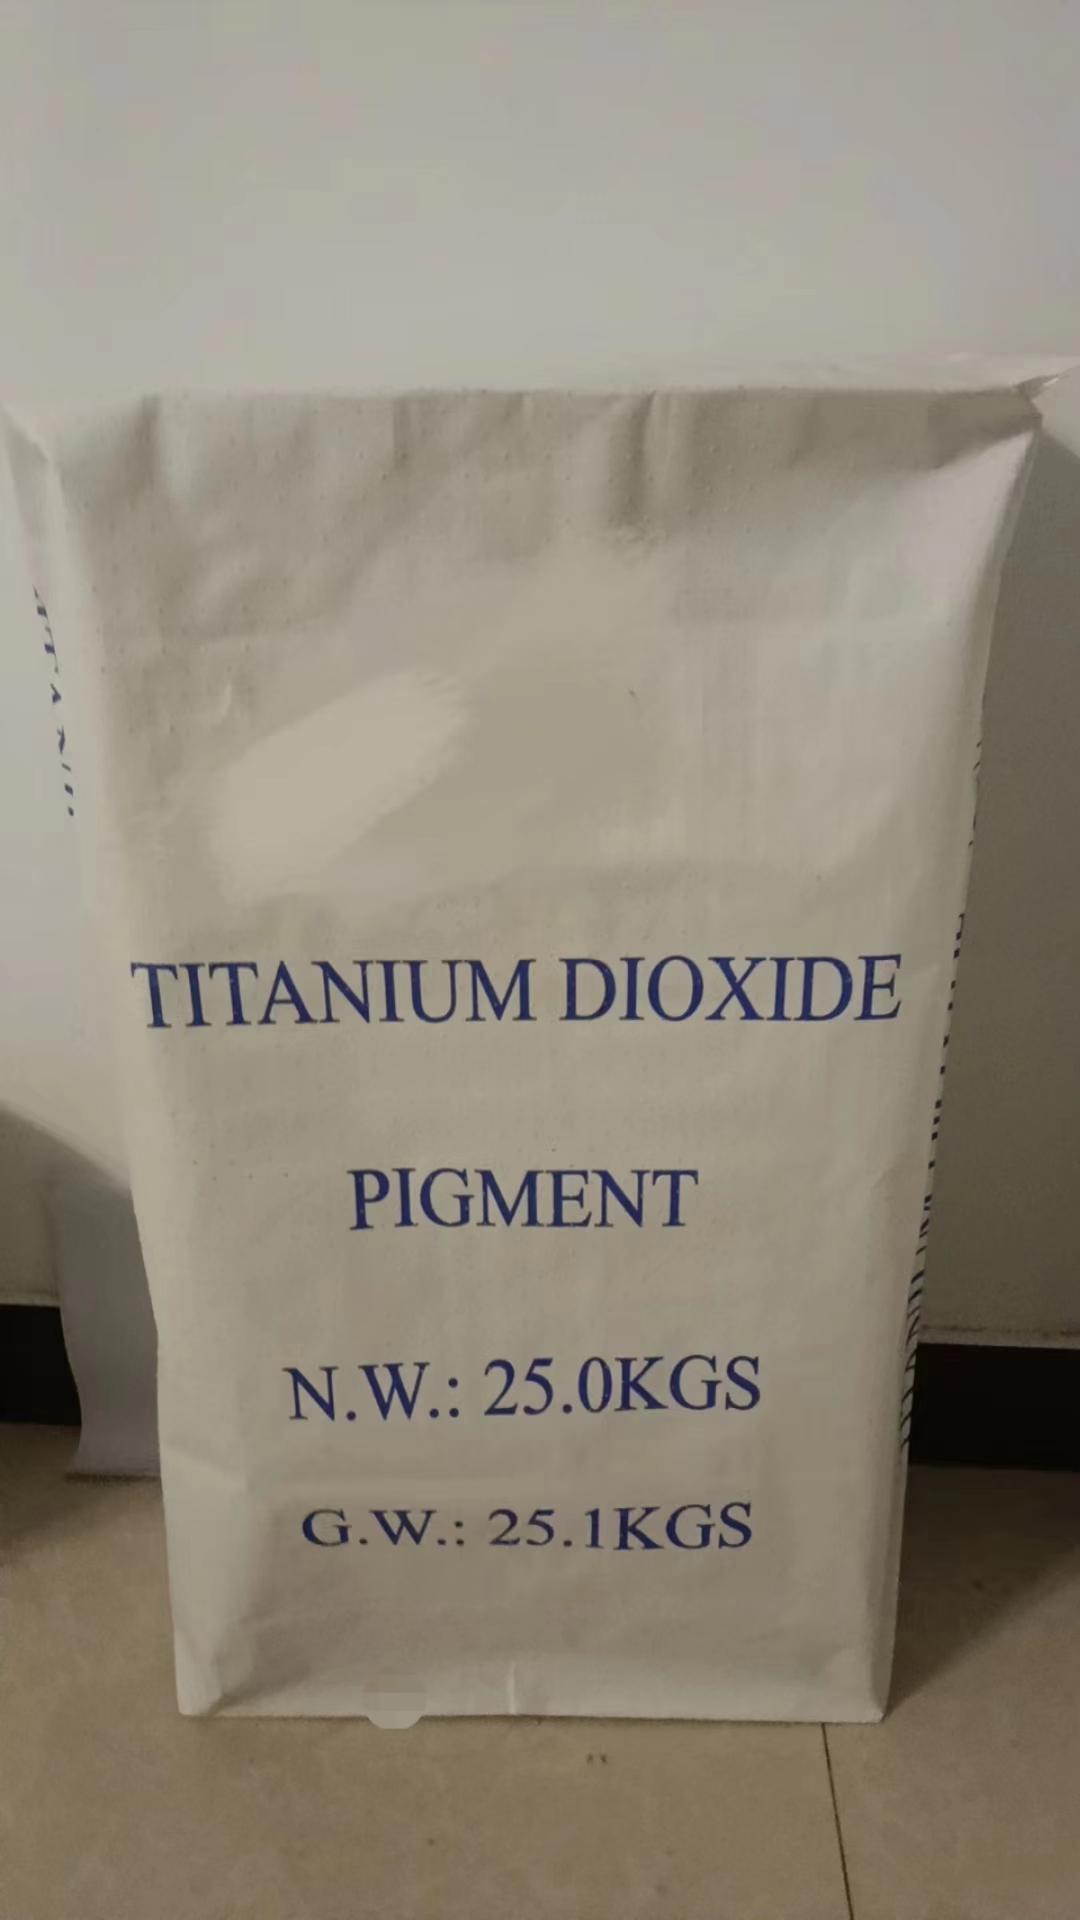 TITANIUM DIOXIDE
PIGMENT
N.W.: 25.0KGS
G.W.: 25.1KGS